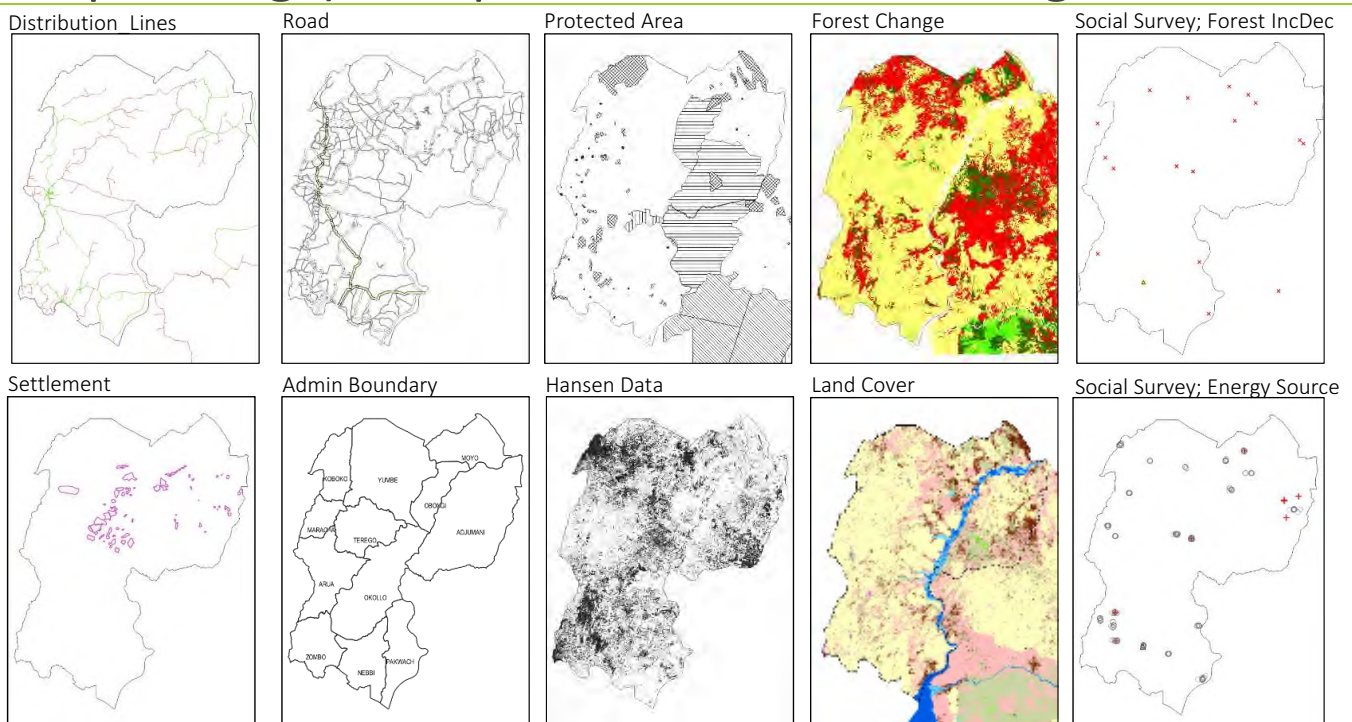 Distribution_Lines
Road
Protected Area
Forest Change
Social Survey; Forest IncDec
Settlement
Admin Boundary
Hansen Data
Land Cover
Social Survey; Energy Source
MOYO
KOBOKO
YUMBE
OBONGI
MARACHA
TEREGO
ADJUMANI
ARUA
OKOLLO
ZOMBO
NEBBI
PAKWACH